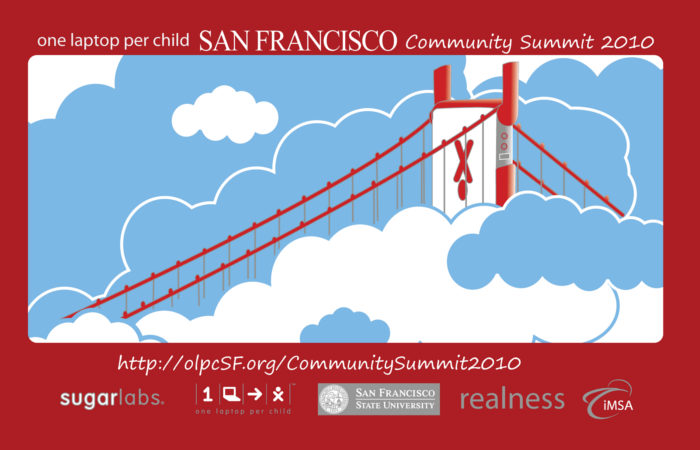 one laptop per child SAN FRANCISCO Community Summit 2010
http://olpcSF.org/CommunitySummit2010
sugarlabs.
1
one laptop per child
SAN FRANCISCO
STATE UNIVERSITY
realness
iMSA